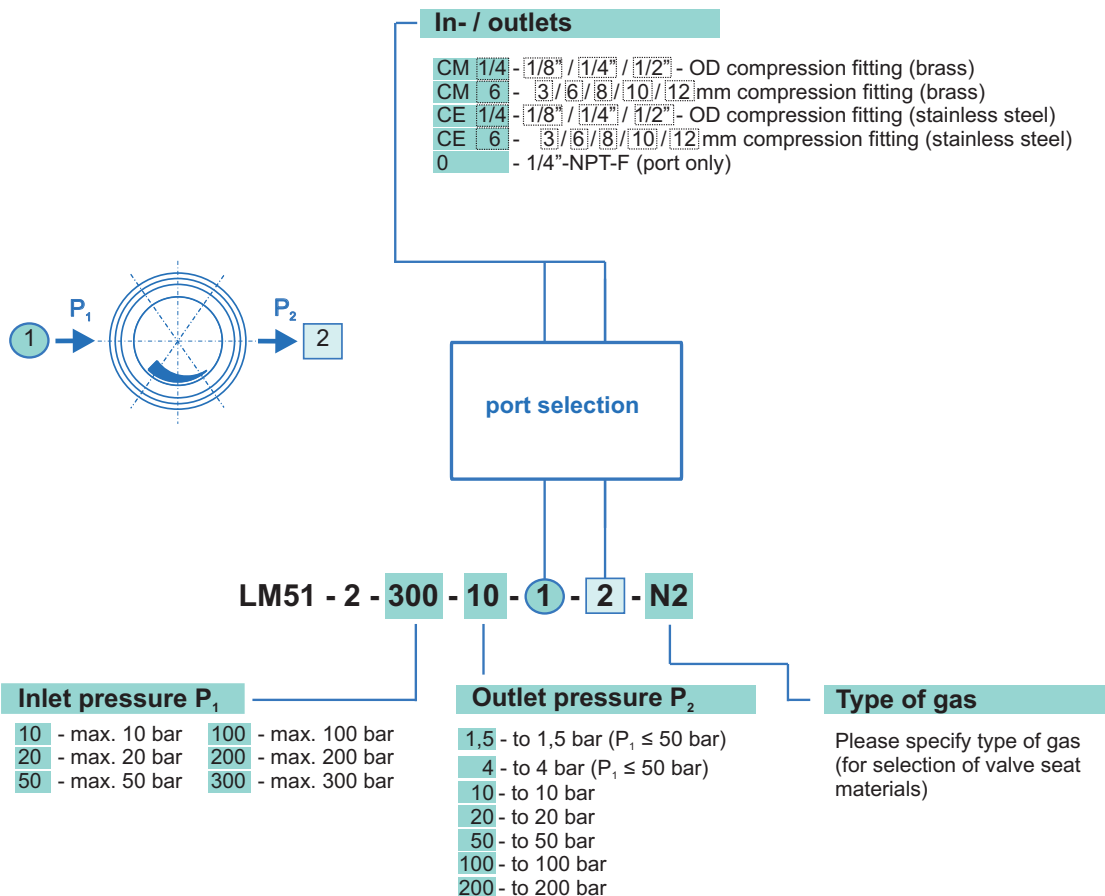 In- / outlets
CM 1/4 - 1/8” / 1/4” / 1/2” - OD compression fitting (brass)
CM 6 - 3 / 6 / 8 / 10 / 12 mm compression fitting (brass)
CE 1/4 - 1/8” / 1/4” / 1/2” - OD compression fitting (stainless steel)
CE 6 - 3 / 6 / 8 / 10 / 12 mm compression fitting (stainless steel)
0 - 1/4”-NPT-F (port only)
P₁ P₂
1 2
port selection
LM51 - 2 - 300 - 10 - 1 - 2 - N2
Inlet pressure P₁
10 - max. 10 bar 100 - max. 100 bar
20 - max. 20 bar 200 - max. 200 bar
50 - max. 50 bar 300 - max. 300 bar
Outlet pressure P₂
1,5 - to 1,5 bar (P₁ ≤ 50 bar)
4 - to 4 bar (P₁ ≤ 50 bar)
10 - to 10 bar
20 - to 20 bar
50 - to 50 bar
100 - to 100 bar
200 - to 200 bar
Type of gas
Please specify type of gas
(for selection of valve seat
materials)